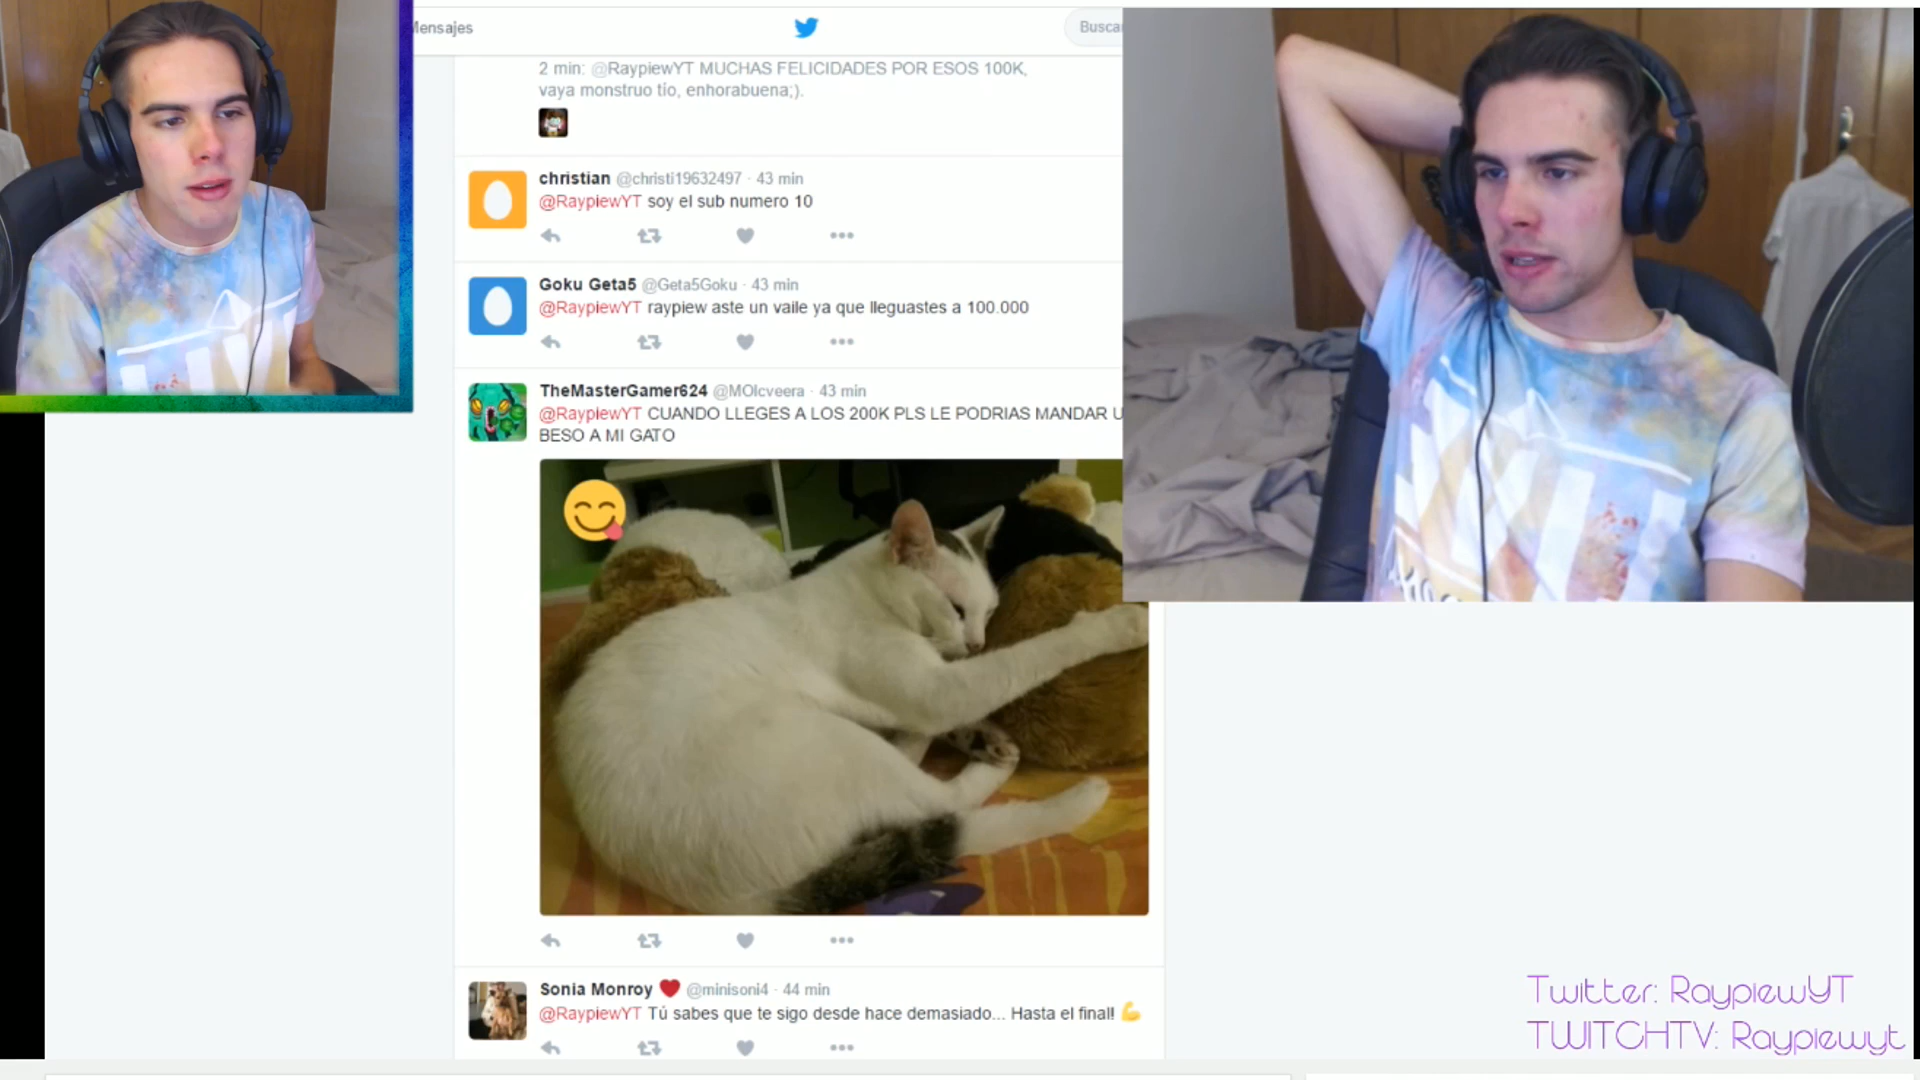 Mensajes
2 min: @RaypiewYT MUCHAS FELICIDADES POR ESOS 100K,
vaya monstruo tio, enhorabuena;).
christian @christi19632497 · 43 min
@RaypiewYT soy el sub numero 10
Goku Geta5 @Geta5Goku · 43 min
@RaypiewYT raypiew aste un vaile ya que lleguastes a 100.000
TheMasterGamer624 @MOlcveera · 43 min
@RaypiewYT CUANDO LLEGES A LOS 200K PLS LE PODRIAS MANDAR U
BESO A MI GATO
Sonia Monroy ❤ @minisoni4 · 44 min
@RaypiewYT Tú sabes que te sigo desde hace demasiado... Hasta el final! 💪
Twitter: RaypiewYT
TWITCHTV: Raypiewyt